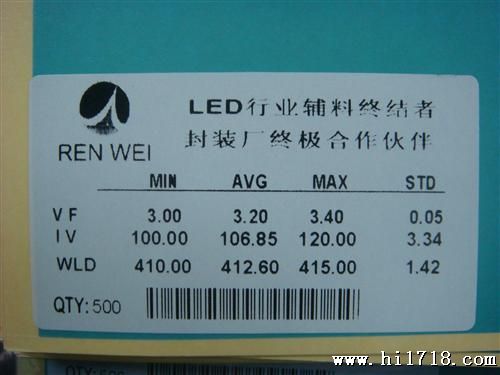 LED行业辅料终结者
封装厂终极合作伙伴
REN WEI
MIN AVG MAX STD
VF 3.00 3.20 3.40 0.05
IV 100.00 106.85 120.00 3.34
WLD 410.00 412.60 415.00 1.42
QTY: 500
www.hi1718.com